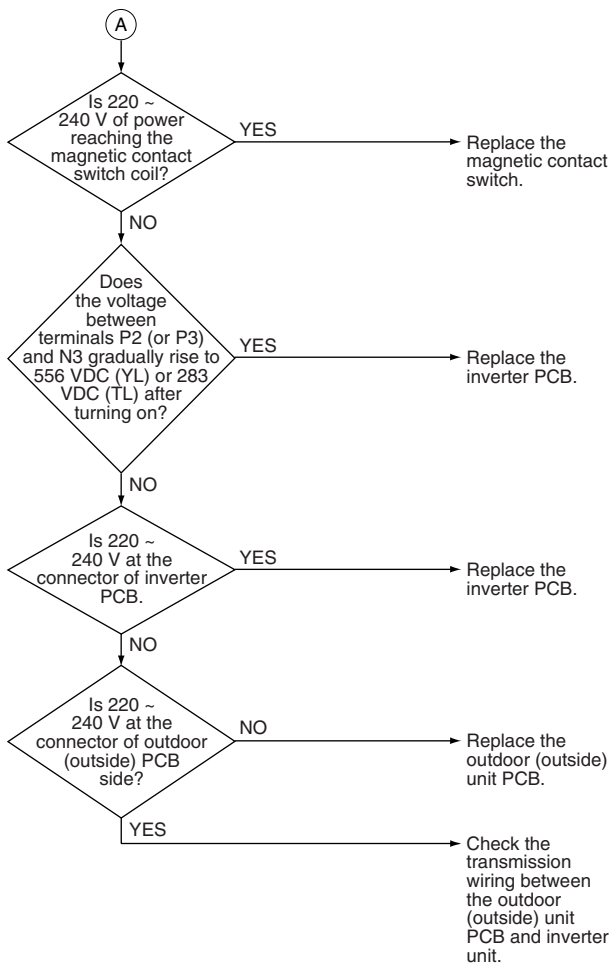 A
Is 220 ~
240 V of power
reaching the
magnetic contact
switch coil?
YES
Replace the
magnetic contact
switch.
NO
Does
the voltage
between
terminals P2 (or P3)
and N3 gradually rise to
556 VDC (YL) or 283
VDC (TL) after
turning on?
YES
Replace the
inverter PCB.
NO
Is 220 ~
240 V at the
connector of inverter
PCB.
YES
Replace the
inverter PCB.
NO
Is 220 ~
240 V at the
connector of outdoor
(outside) PCB
side?
NO
Replace the
outdoor (outside)
unit PCB.
YES
Check the
transmission
wiring between
the outdoor
(outside) unit
PCB and inverter
unit.